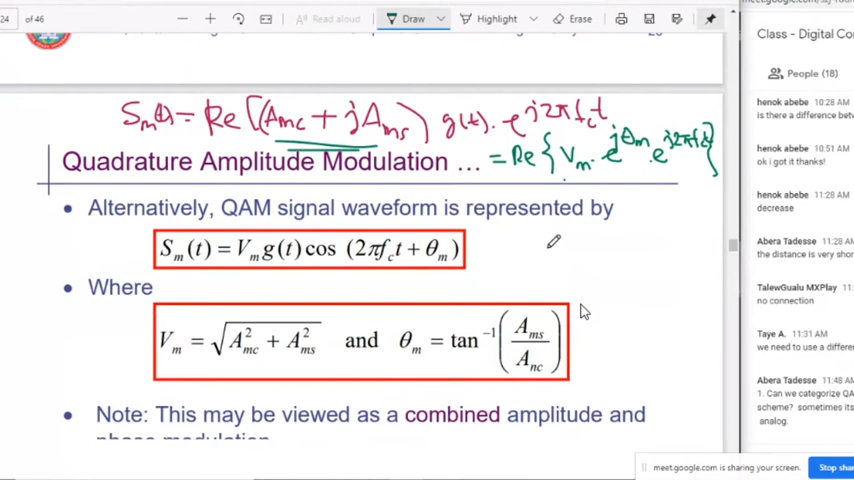 24 of 46
Read aloud
Draw
Highlight
Erase
Class - Digital Co
People (18)
henok abebe 10:28 AM
is there a difference betw
henok abebe 10:51 AM
ok i got it thanks!
henok abebe 11:28 AM
decrease
Abera Tadesse 11:28 AM
the distance is very shor
TalewGualu MXPlay 11:
no connection
Taye A. 11:31 AM
we need to use a differe
Abera Tadesse 11:48 A
1. Can we categorize QA
scheme? sometimes its
analog.
Sm(t) = Re[(Amc + jAms) g(t). e^j2πfct
= Re{Vm. e^jθm. e^j2πfct}
Quadrature Amplitude Modulation ...
• Alternatively, QAM signal waveform is represented by
Sm(t) = Vm g(t) cos (2πfct + θm)
• Where
Vm = √(A²mc + A²ms) and θm = tan⁻¹(Ams / Anc)
• Note: This may be viewed as a combined amplitude and
phase modulation
meet.google.com is sharing your screen.
Stop shar